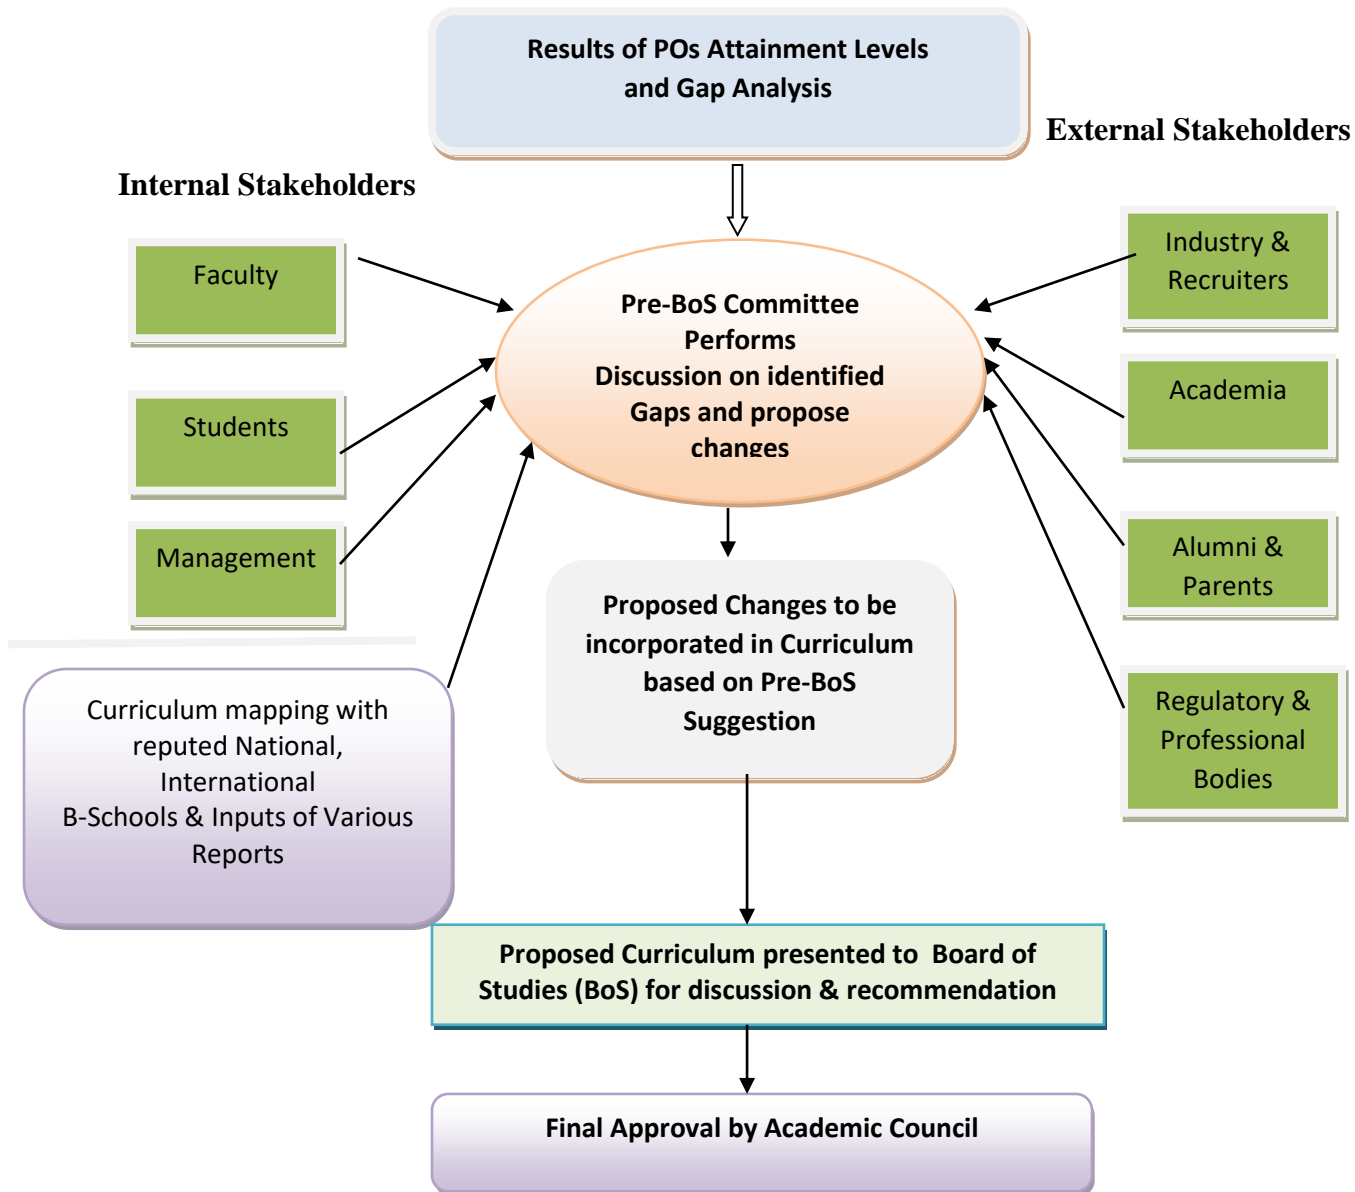 Results of POs Attainment Levels
and Gap Analysis
External Stakeholders
Internal Stakeholders
Faculty
Students
Management
Pre-BoS Committee
Performs
Discussion on identified
Gaps and propose
changes
Industry &
Recruiters
Academia
Alumni &
Parents
Regulatory &
Professional
Bodies
Curriculum mapping with
reputed National,
International
B-Schools & Inputs of Various
Reports
Proposed Changes to be
incorporated in Curriculum
based on Pre-BoS
Suggestion
Proposed Curriculum presented to  Board of
Studies (BoS) for discussion & recommendation
Final Approval by Academic Council